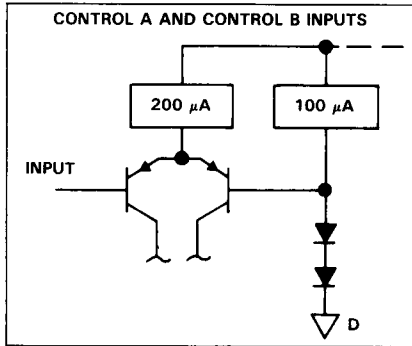 CONTROL A AND CONTROL B INPUTS
200 μA
100 μA
INPUT
D